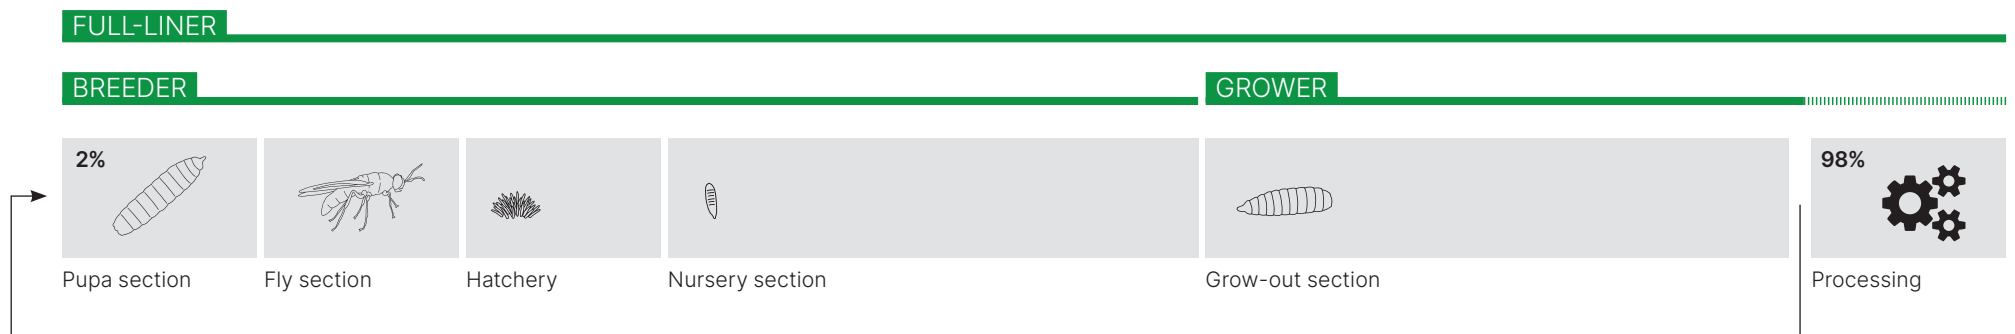 FULL-LINER
BREEDER
GROWER
2%
98%
Pupa section
Fly section
Hatchery
Nursery section
Grow-out section
Processing